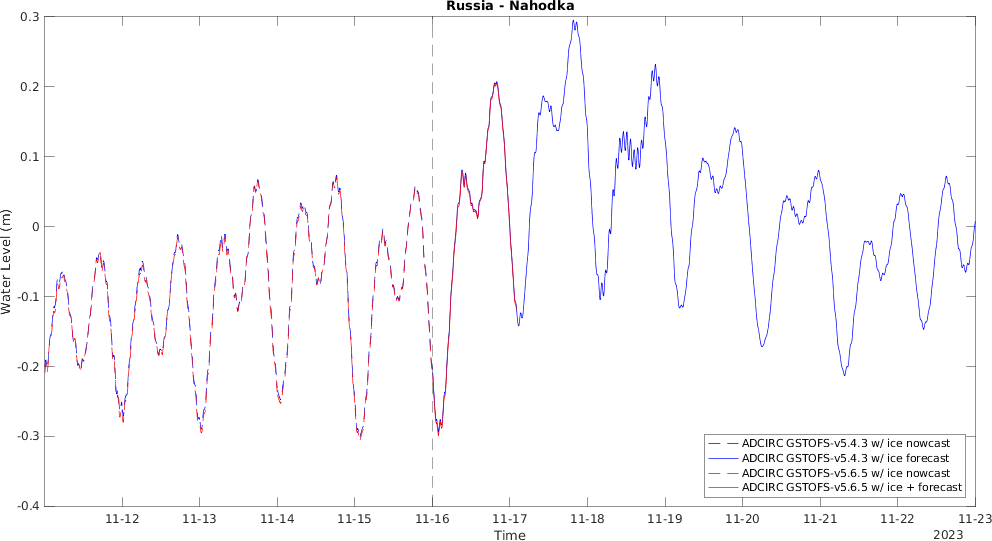 Russia - Nahodka
0.3
0.2
0.1
0
-0.1
-0.2
-0.3
-0.4
Water Level (m)
11-12 11-13 11-14 11-15 11-16 11-17 11-18 11-19 11-20 11-21 11-22 11-23
Time
2023
ADCIRC GSTOFS-v5.4.3 w/ ice nowcast
ADCIRC GSTOFS-v5.4.3 w/ ice forecast
ADCIRC GSTOFS-v5.6.5 w/ ice nowcast
ADCIRC GSTOFS-v5.6.5 w/ ice + forecast